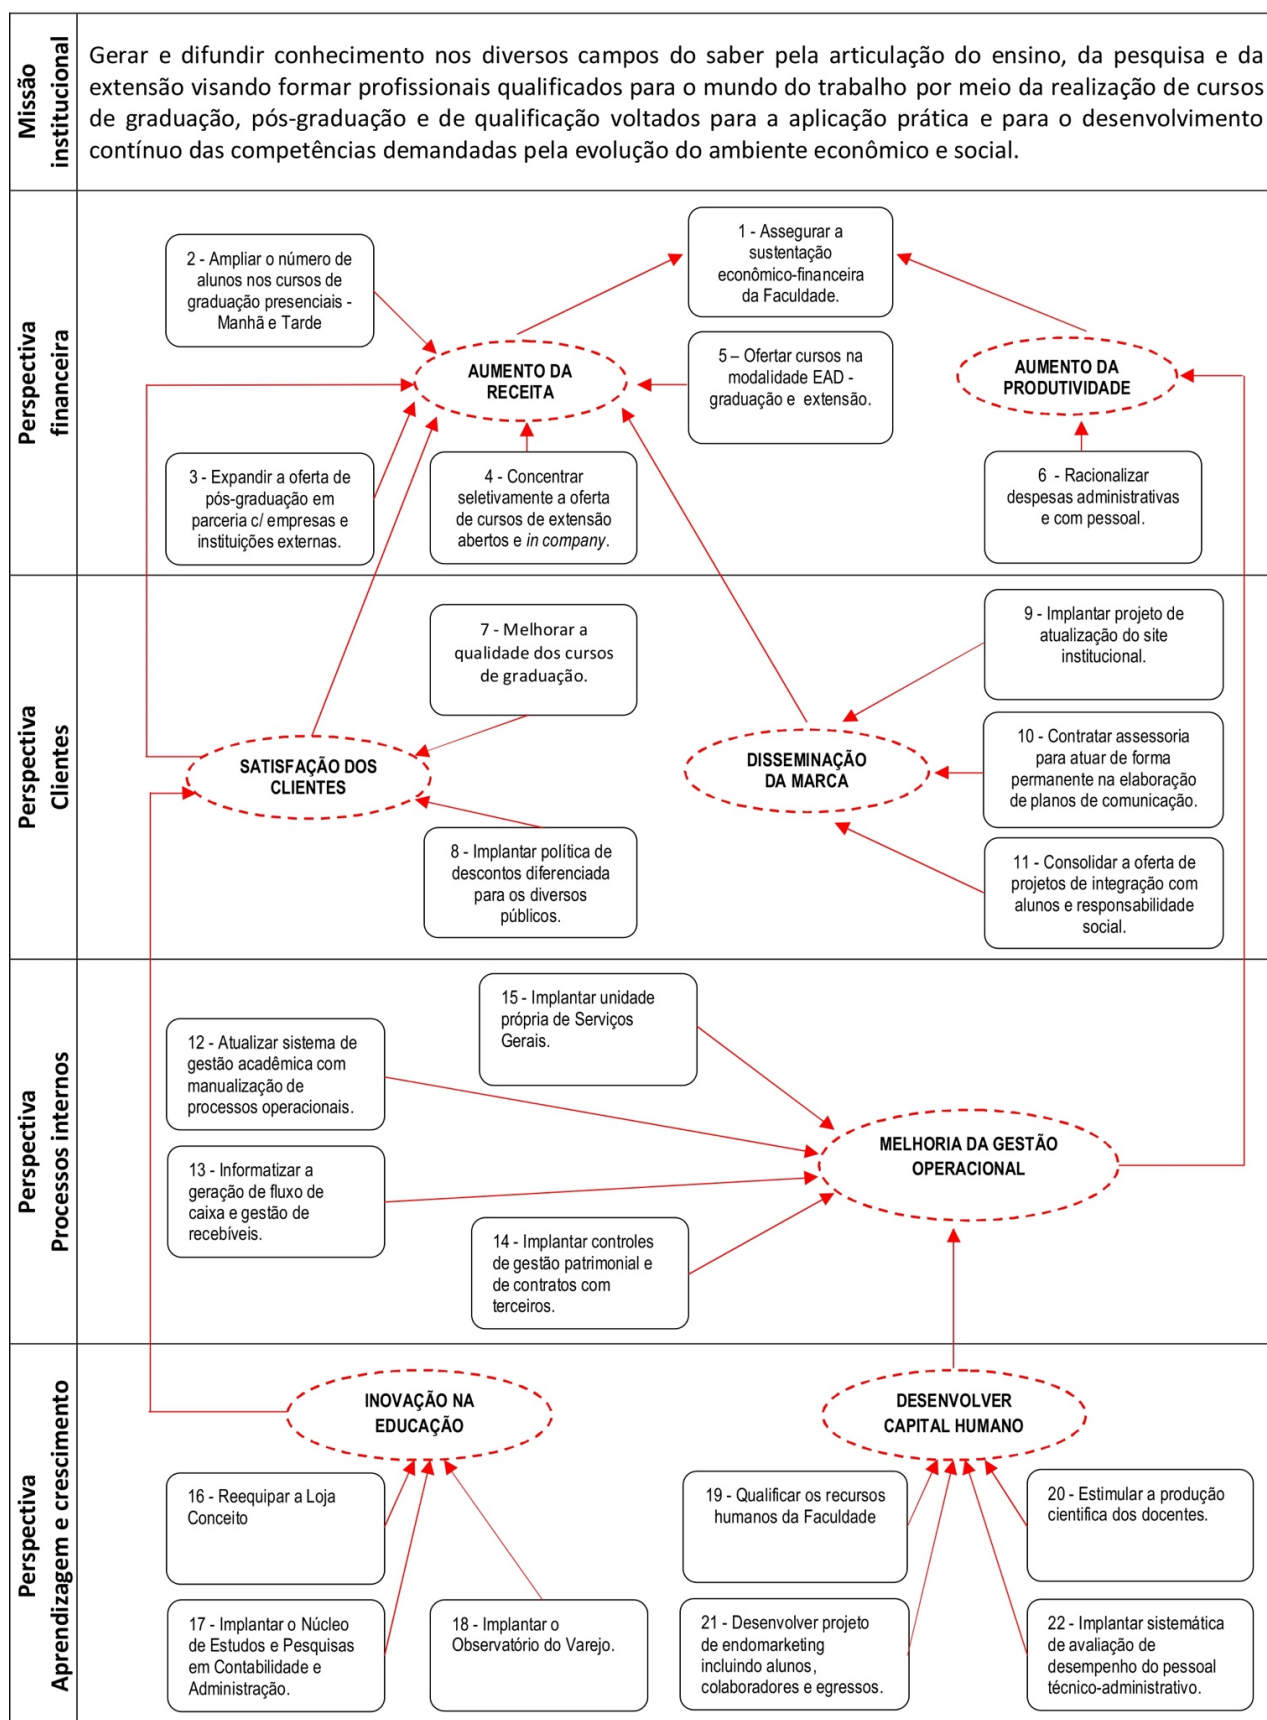 Missão
institucional
Gerar e difundir conhecimento nos diversos campos do saber pela articulação do ensino, da pesquisa e da
extensão visando formar profissionais qualificados para o mundo do trabalho por meio da realização de cursos
de graduação, pós-graduação e de qualificação voltados para a aplicação prática e para o desenvolvimento
contínuo das competências demandadas pela evolução do ambiente econômico e social.
Perspectiva
financeira
2 - Ampliar o número de
alunos nos cursos de
graduação presenciais -
Manhã e Tarde
1 - Assegurar a
sustentação
econômico-financeira
da Faculdade.
AUMENTO DA
RECEITA
5 – Ofertar cursos na
modalidade EAD -
graduação e extensão.
AUMENTO DA
PRODUTIVIDADE
3 - Expandir a oferta de
pós-graduação em
parceria c/ empresas e
instituições externas.
4 - Concentrar
seletivamente a oferta
de cursos de extensão
abertos e in company.
6 - Racionalizar
despesas administrativas
e com pessoal.
Perspectiva
Clientes
7 - Melhorar a
qualidade dos cursos
de graduação.
9 - Implantar projeto de
atualização do site
institucional.
SATISFAÇÃO DOS
CLIENTES
DISSEMINAÇÃO
DA MARCA
10 - Contratar assessoria
para atuar de forma
permanente na elaboração
de planos de comunicação.
8 - Implantar política de
descontos diferenciada
para os diversos
públicos.
11 - Consolidar a oferta de
projetos de integração com
alunos e responsabilidade
social.
Perspectiva
Processos internos
15 - Implantar unidade
própria de Serviços
Gerais.
12 - Atualizar sistema de
gestão acadêmica com
manualização de
processos operacionais.
MELHORIA DA GESTÃO
OPERACIONAL
13 - Informatizar a
geração de fluxo de
caixa e gestão de
recebíveis.
14 - Implantar controles
de gestão patrimonial e
de contratos com
terceiros.
Perspectiva
Aprendizagem e crescimento
INOVAÇÃO NA
EDUCAÇÃO
DESENVOLVER
CAPITAL HUMANO
16 - Reequipar a Loja
Conceito
19 - Qualificar os recursos
humanos da Faculdade
20 - Estimular a produção
cientifica dos docentes.
17 - Implantar o Núcleo
de Estudos e Pesquisas
em Contabilidade e
Administração.
18 - Implantar o
Observatório do Varejo.
21 - Desenvolver projeto
de endomarketing
incluindo alunos,
colaboradores e egressos.
22 - Implantar sistemática
de avaliação de
desempenho do pessoal
técnico-administrativo.